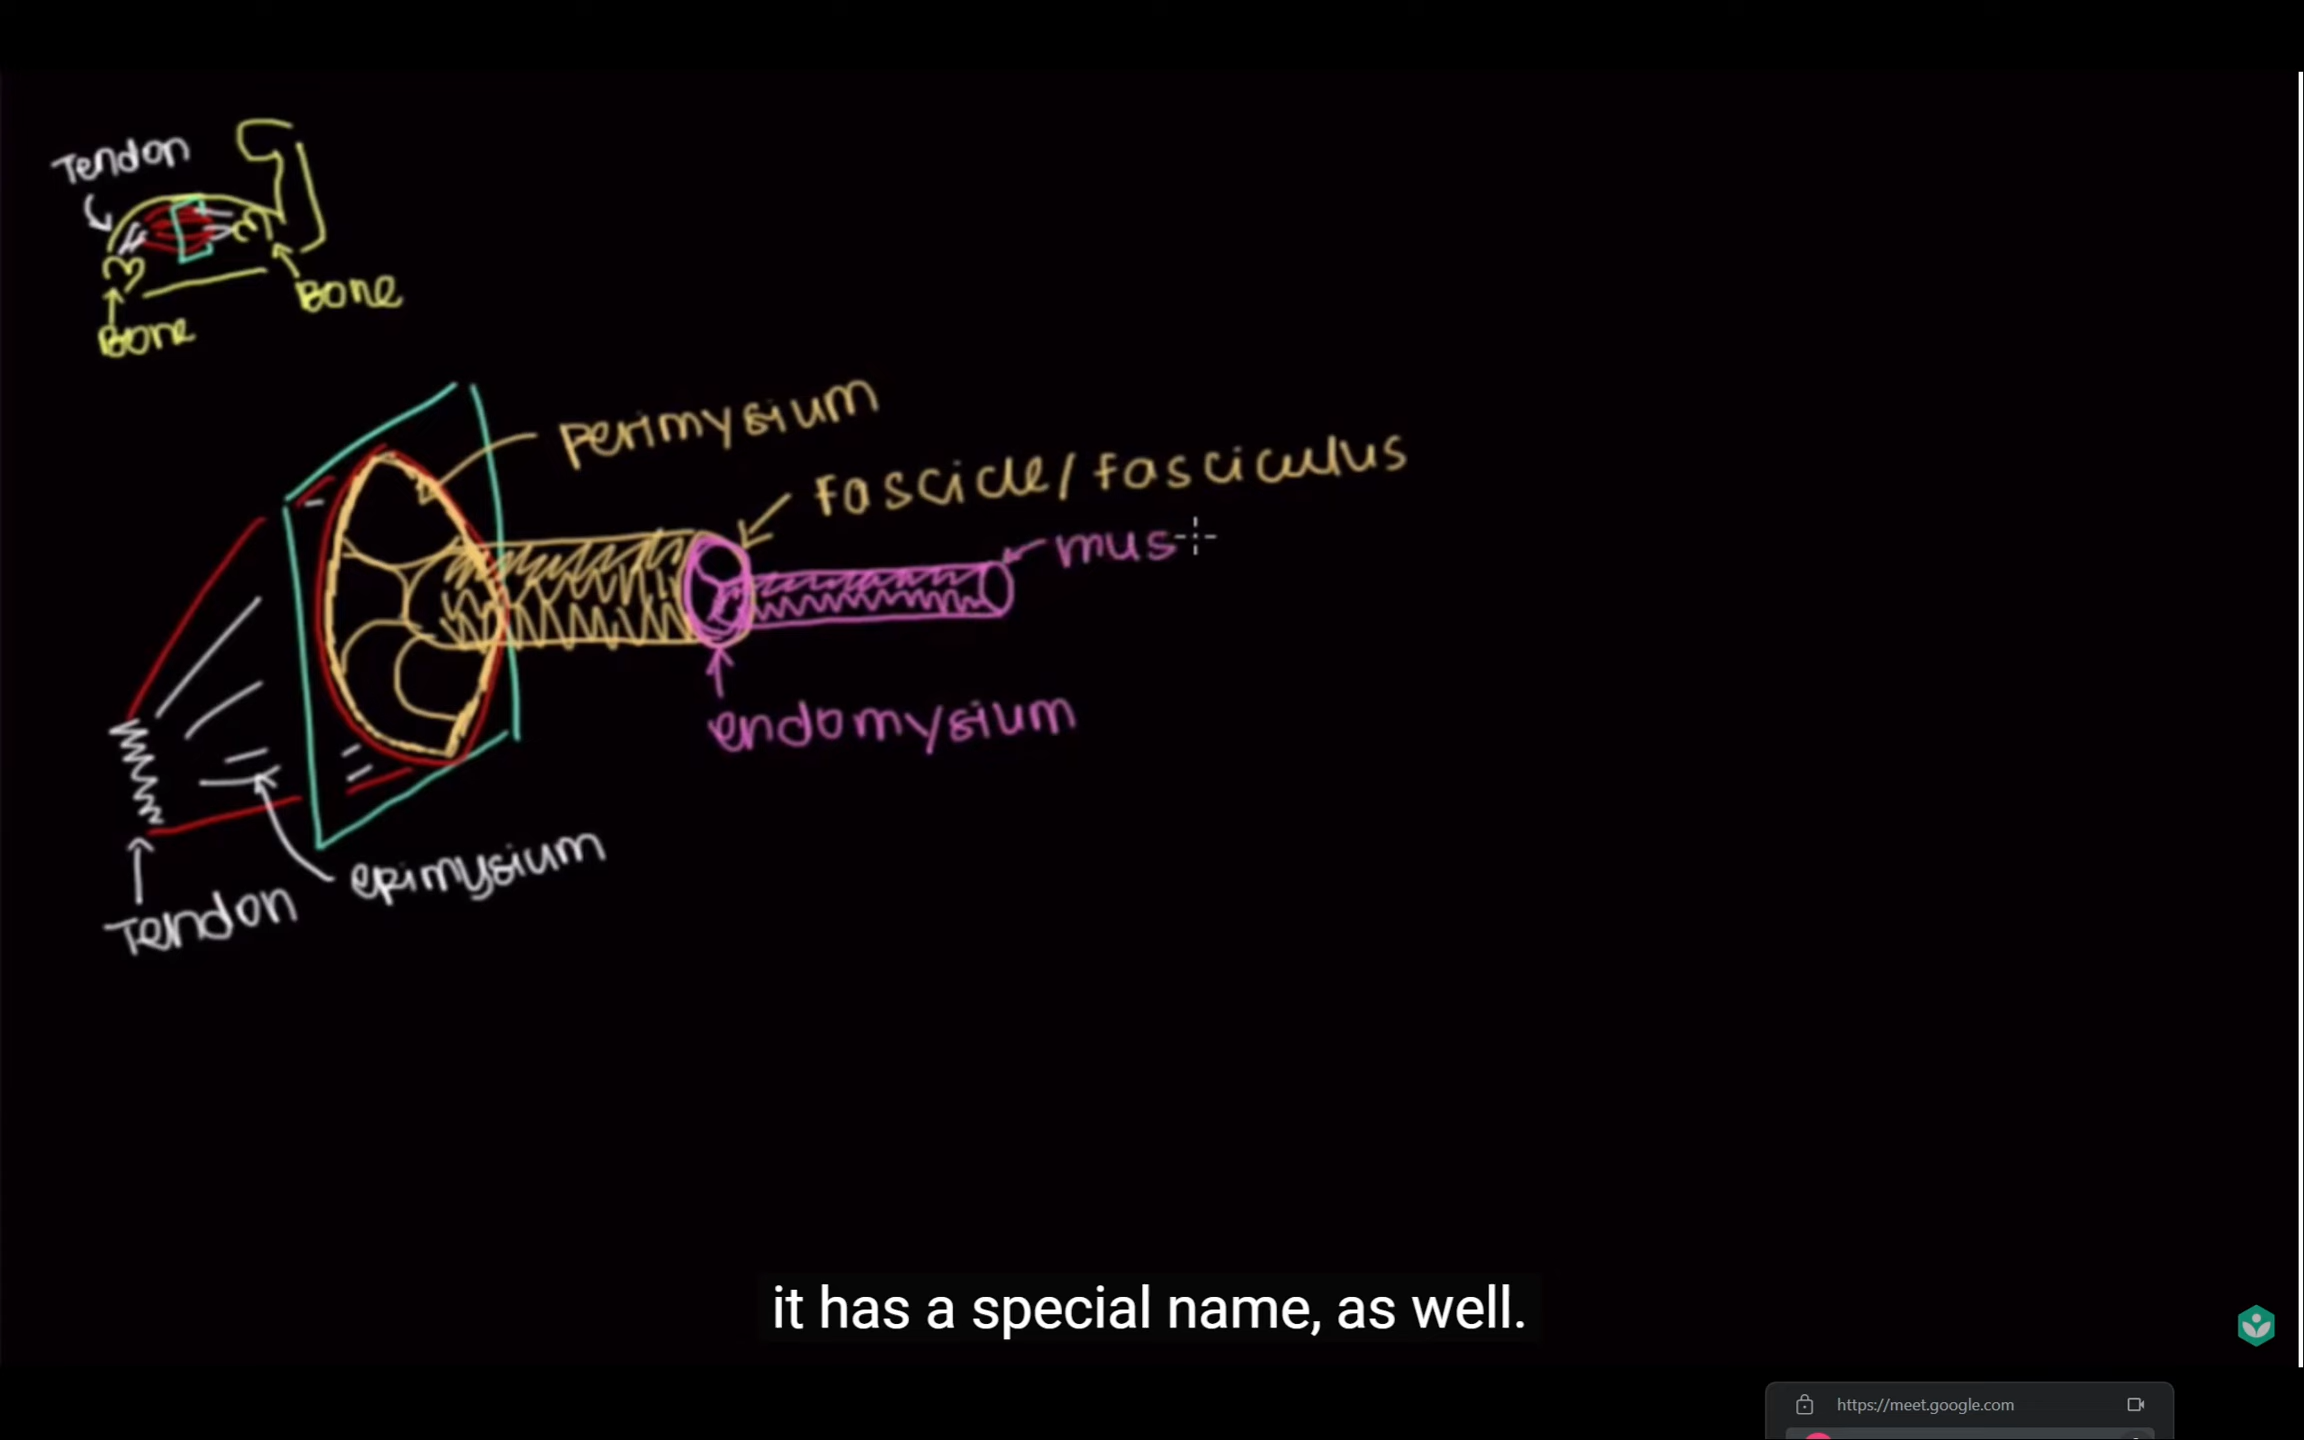 Tendon
Bone
Bone
perimysium
Fascicle/fasciculus
mus
endomysium
epimysium
Tendon
it has a special name, as well.
https://meet.google.com